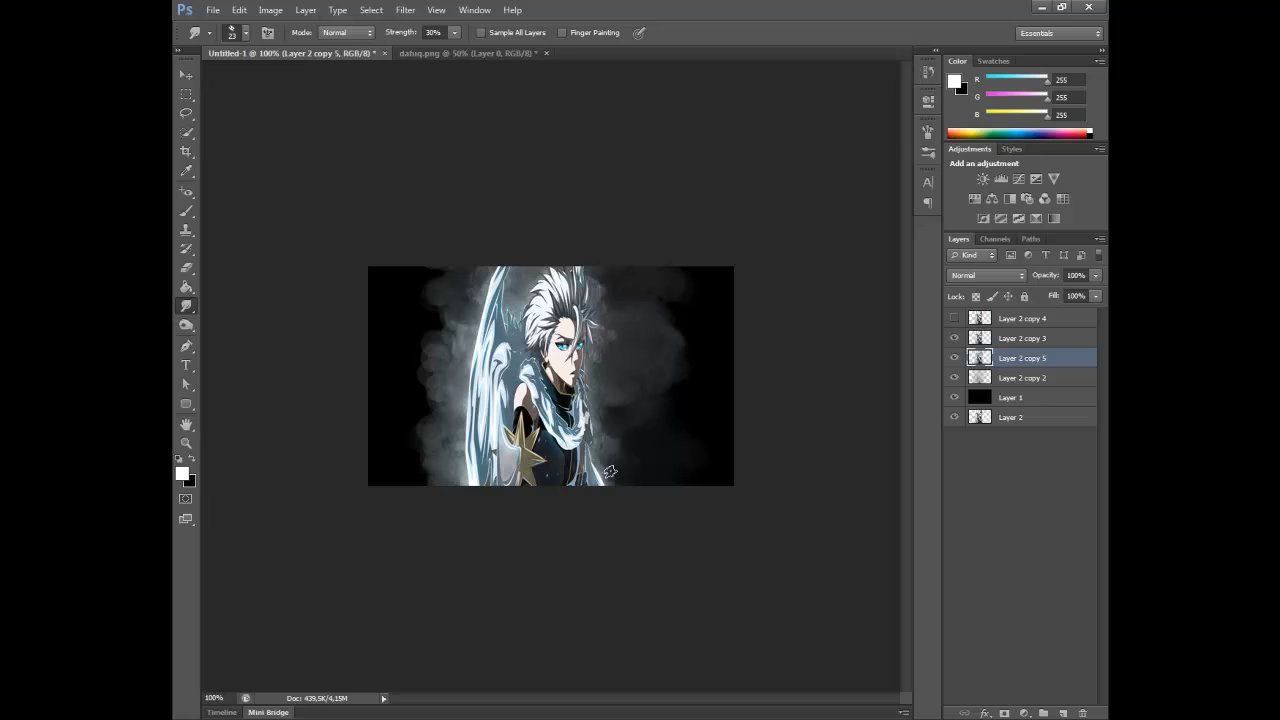 Ps File Edit Image Layer Type Select Filter View Window Help
23 Mode: Normal Strength: 30% Sample All Layers Finger Painting Essentials
Untitled-1 @ 100% (Layer 2 copy 5, RGB/8) * × dafuq.png @ 50% (Layer 0, RGB/8) * ×
Color Swatches
R 255
G 255
B 255
Adjustments Styles
Add an adjustment
Layers Channels Paths
Kind
Normal Opacity: 100%
Lock: Fill: 100%
Layer 2 copy 4
Layer 2 copy 3
Layer 2 copy 5
Layer 2 copy 2
Layer 1
Layer 2
100% Doc: 439,5K/4,15M
Timeline Mini Bridge